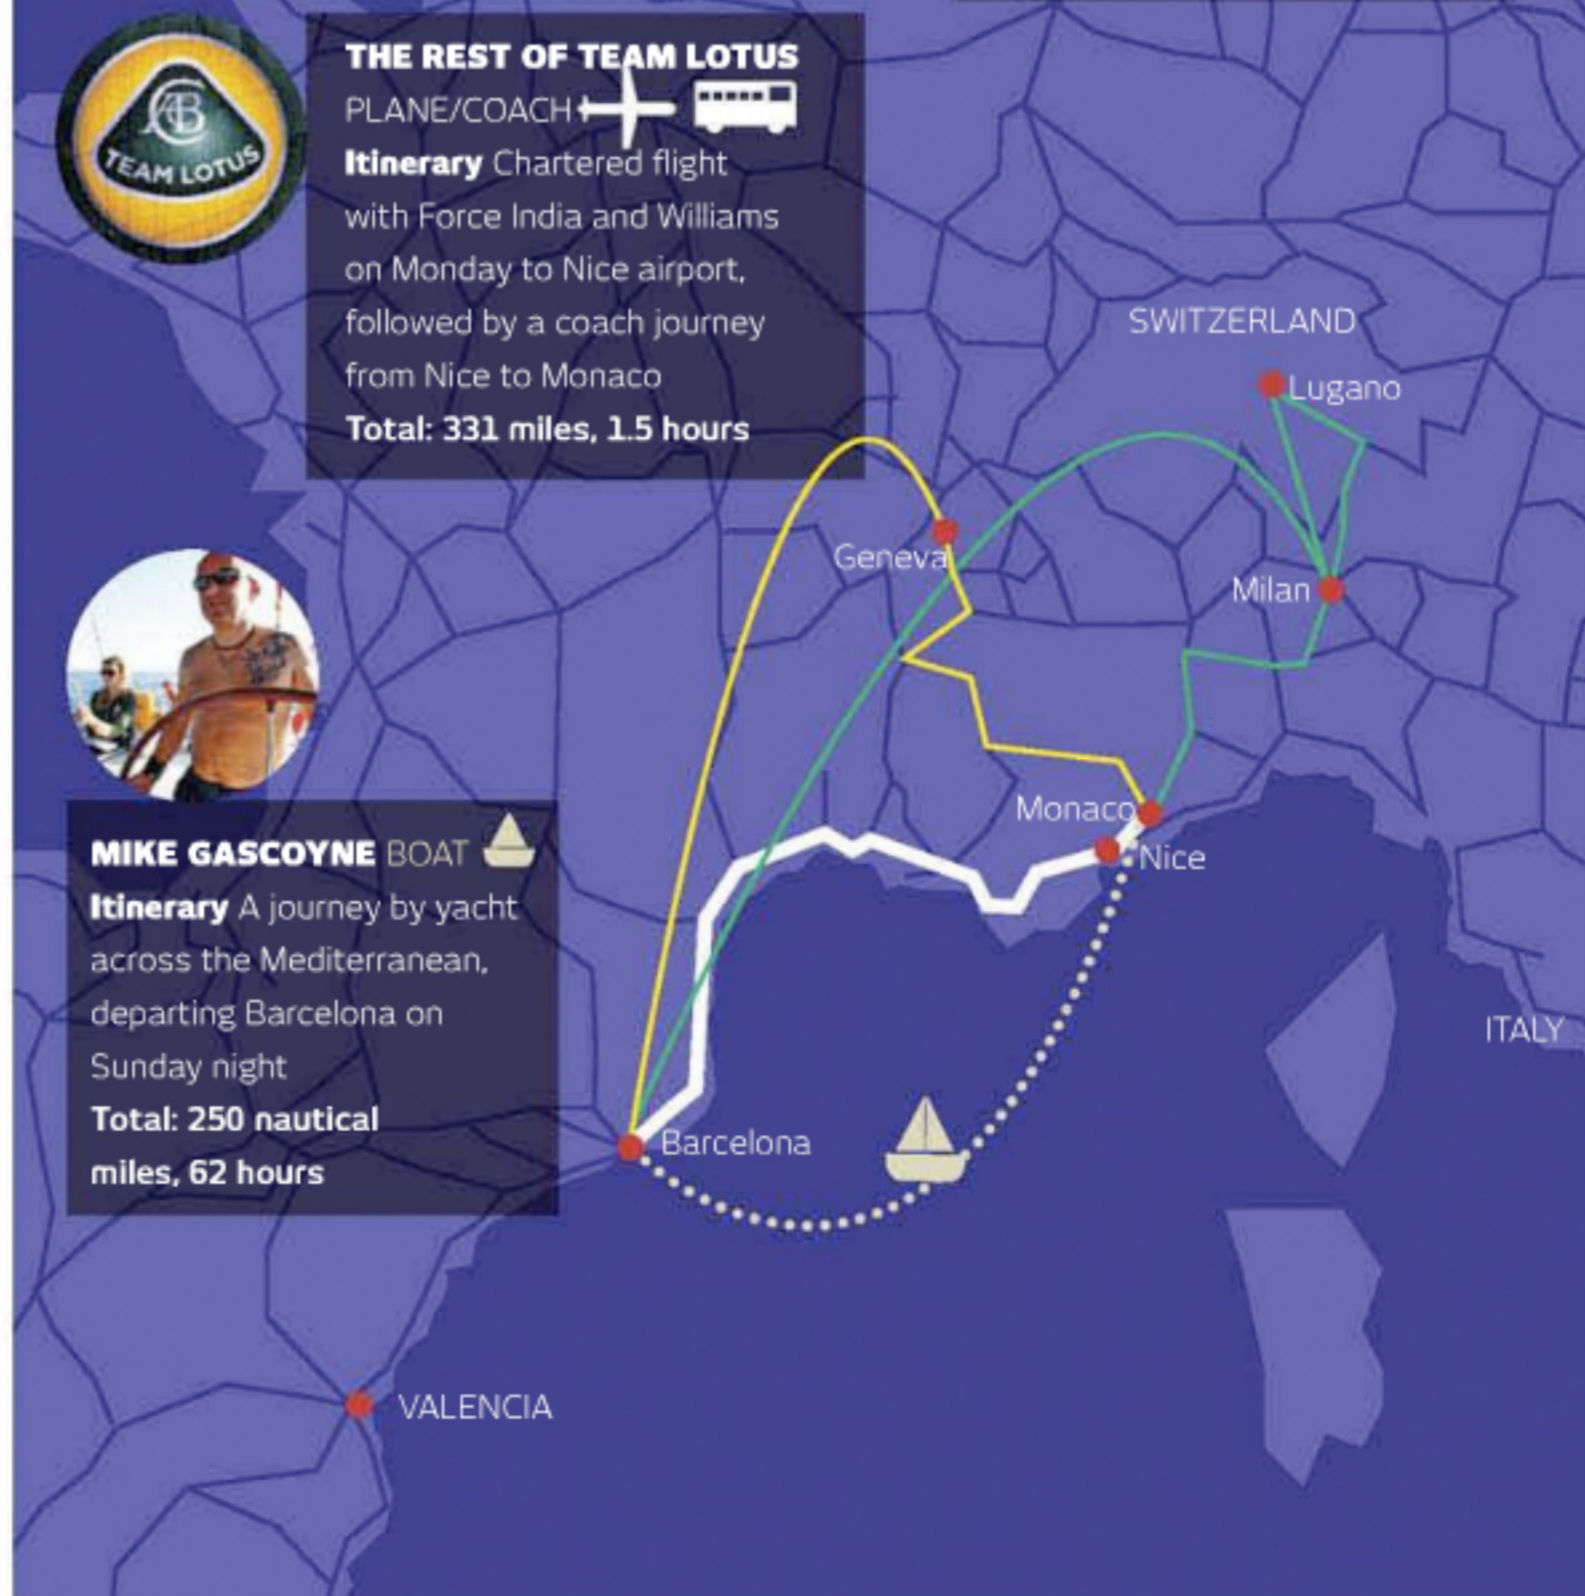 THE REST OF TEAM LOTUS
PLANE/COACH
Itinerary Chartered flight
with Force India and Williams
on Monday to Nice airport,
followed by a coach journey
from Nice to Monaco
Total: 331 miles, 1.5 hours
ACBC
TEAM LOTUS
SWITZERLAND
Lugano
Geneva
Milan
Monaco
Nice
ITALY
MIKE GASCOYNE BOAT
Itinerary A journey by yacht
across the Mediterranean,
departing Barcelona on
Sunday night
Total: 250 nautical
miles, 62 hours
Barcelona
VALENCIA